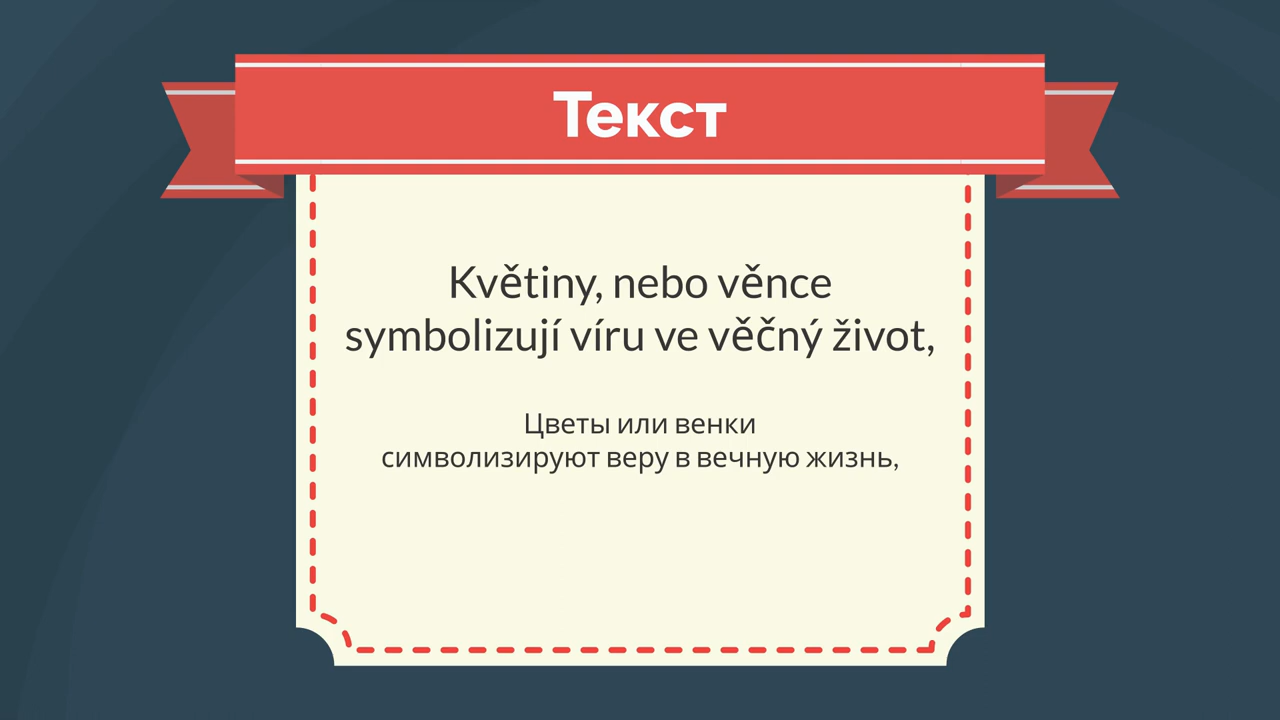 Текст
Květiny, nebo věnce
symbolizují víru ve věčný život,
Цветы или венки
символизируют веру в вечную жизнь,